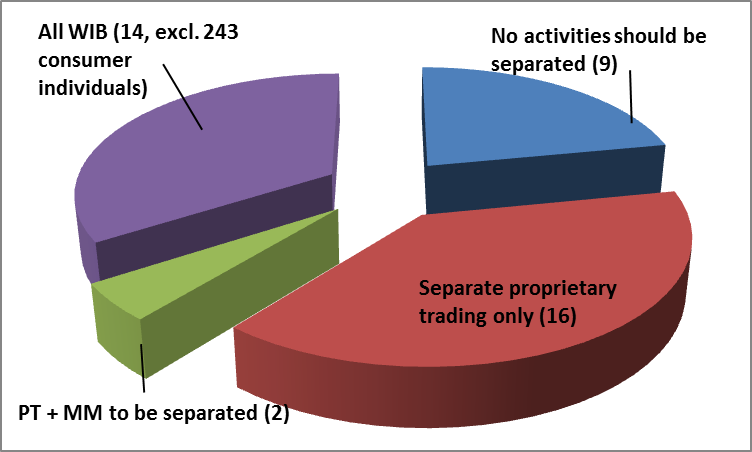 All WIB (14, excl. 243
consumer
individuals)
No activities should be
separated (9)
Separate proprietary
trading only (16)
PT + MM to be separated (2)